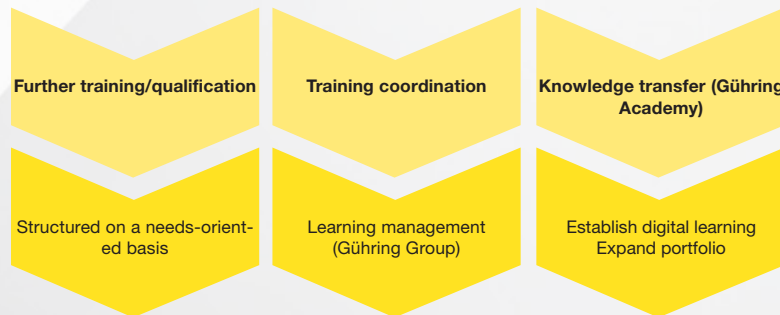 Further training/qualification
Training coordination
Knowledge transfer (Gühring
Academy)
Structured on a needs-orient-
ed basis
Learning management
(Gühring Group)
Establish digital learning
Expand portfolio